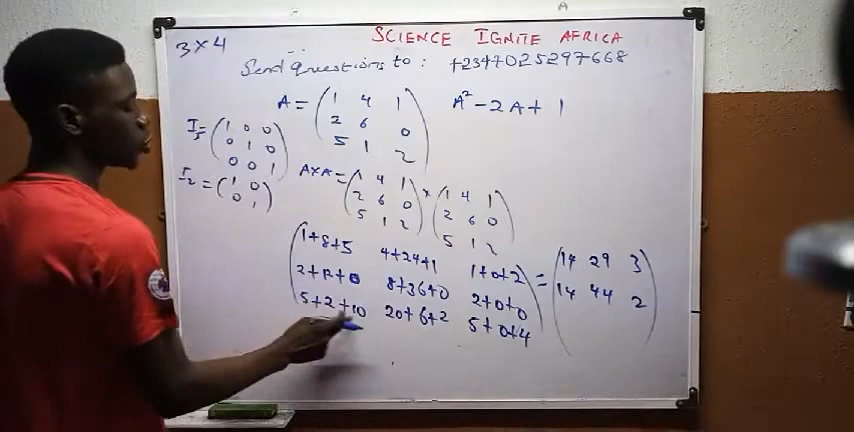 3×4
SCIENCE IGNITE AFRICA
Send questions to: +2347025297668
A = (1 4 1
2 6 0
5 1 2)
A² - 2A + 1
I₃ = (1 0 0
0 1 0
0 0 1)
I₂ = (1 0
0 1)
A×A = (1 4 1
2 6 0
5 1 2) × (1 4 1
2 6 0
5 1 2)
(1+8+5 4+24+1 1+0+2
2+12+0 8+36+0 2+0+0
5+2+10 20+6+2 5+0+4)
= (14 29 3
14 44 2)